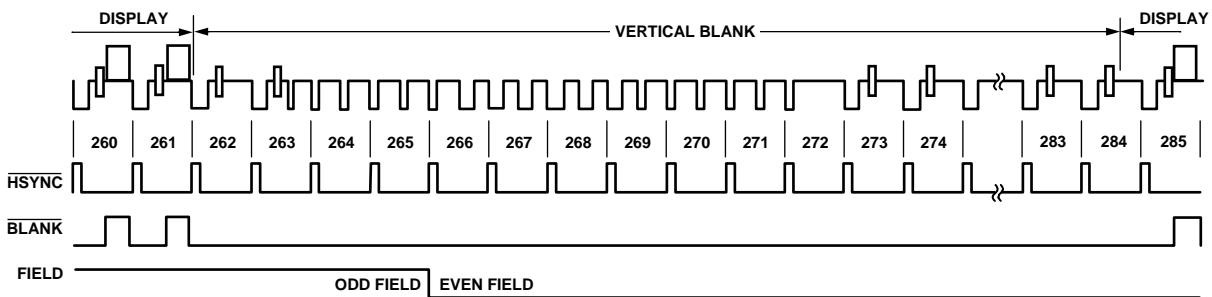 DISPLAY VERTICAL BLANK DISPLAY
260 261 262 263 264 265 266 267 268 269 270 271 272 273 274 283 284 285
HSYNC
BLANK
FIELD
ODD FIELD EVEN FIELD